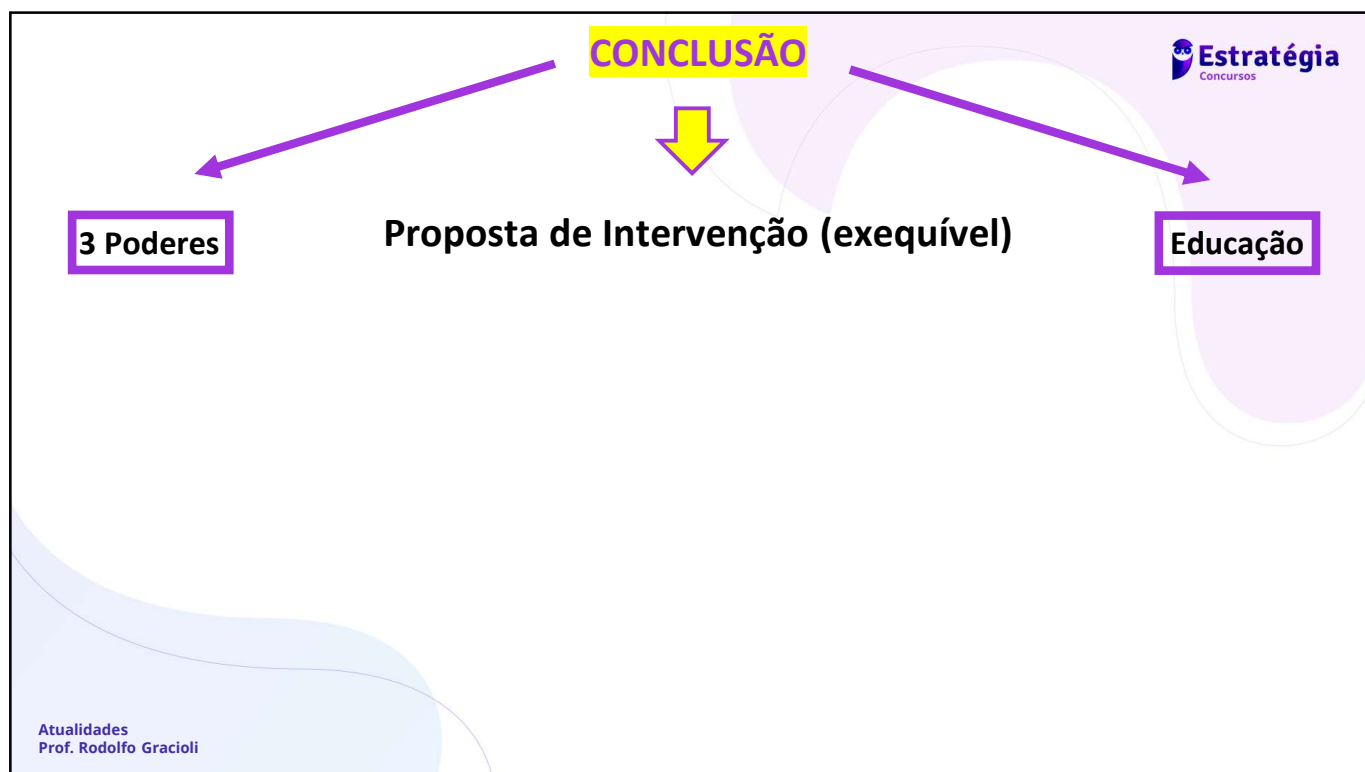 CONCLUSÃO
Estratégia
Concursos
3 Poderes
Proposta de Intervenção (exequível)
Educação
Atualidades
Prof. Rodolfo Gracioli